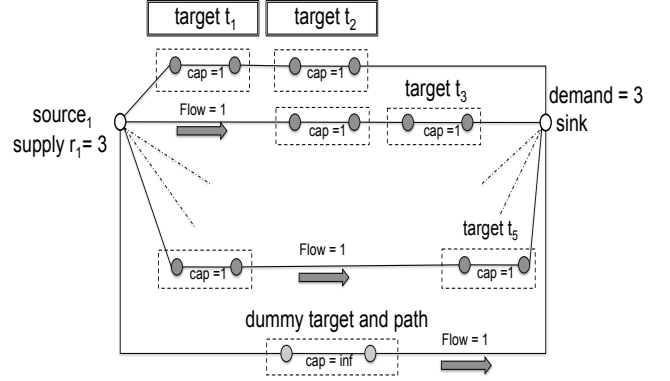 target t1
target t2
cap =1
cap =1
target t3
demand = 3
source1
Flow = 1
sink
supply r1= 3
cap =1
cap =1
target t5
Flow = 1
cap =1
cap =1
dummy target and path
Flow = 1
cap = inf